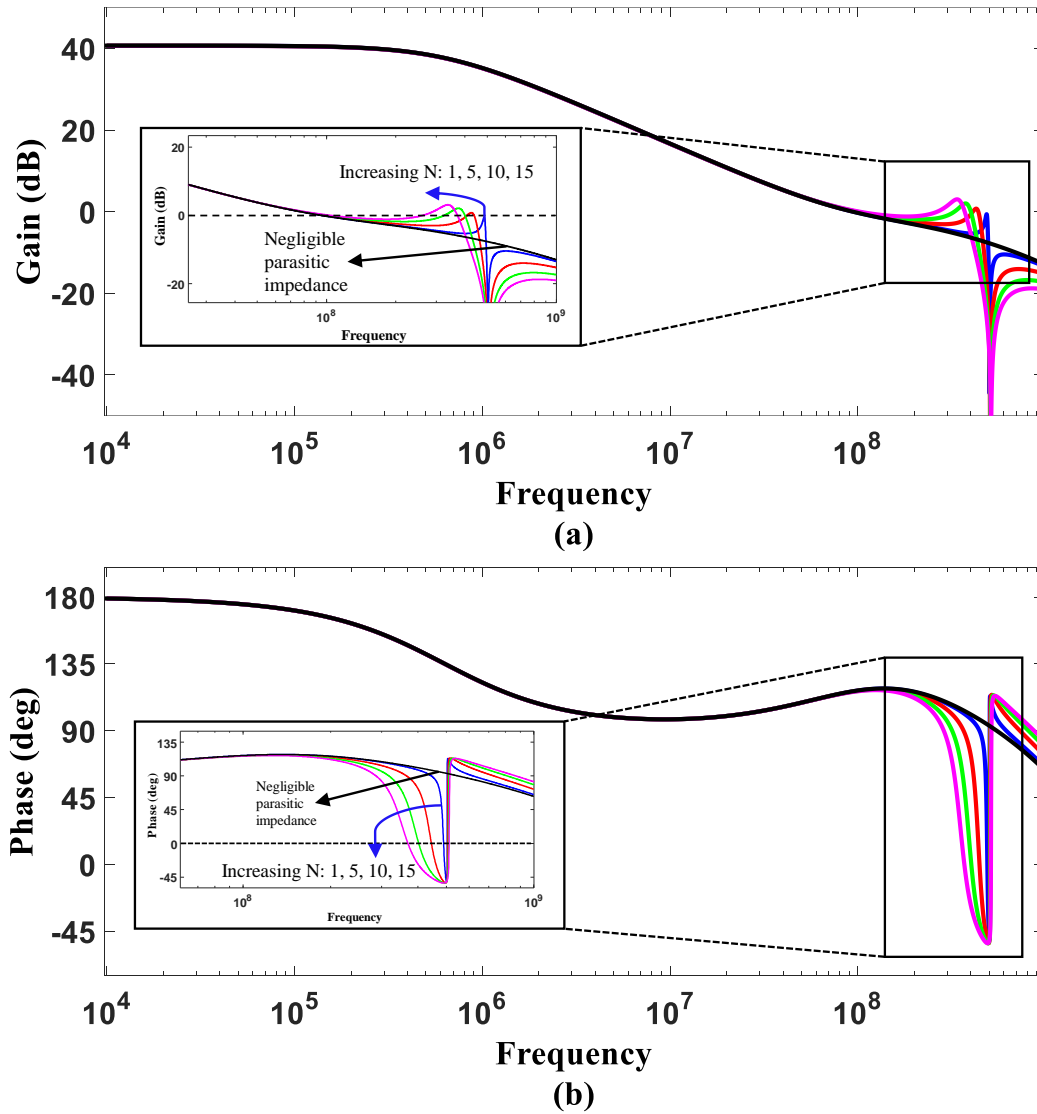 40
20
0
-20
-40
Gain (dB)
20
0
-20
Gain (dB)
Increasing N: 1, 5, 10, 15
Negligible
parasitic
impedance
10^8
10^9
Frequency
10^4
10^5
10^6
10^7
10^8
Frequency
(a)
180
135
90
45
0
-45
Phase (deg)
135
90
45
0
-45
Phase (deg)
Negligible
parasitic
impedance
Increasing N: 1, 5, 10, 15
10^8
10^9
Frequency
10^4
10^5
10^6
10^7
10^8
Frequency
(b)